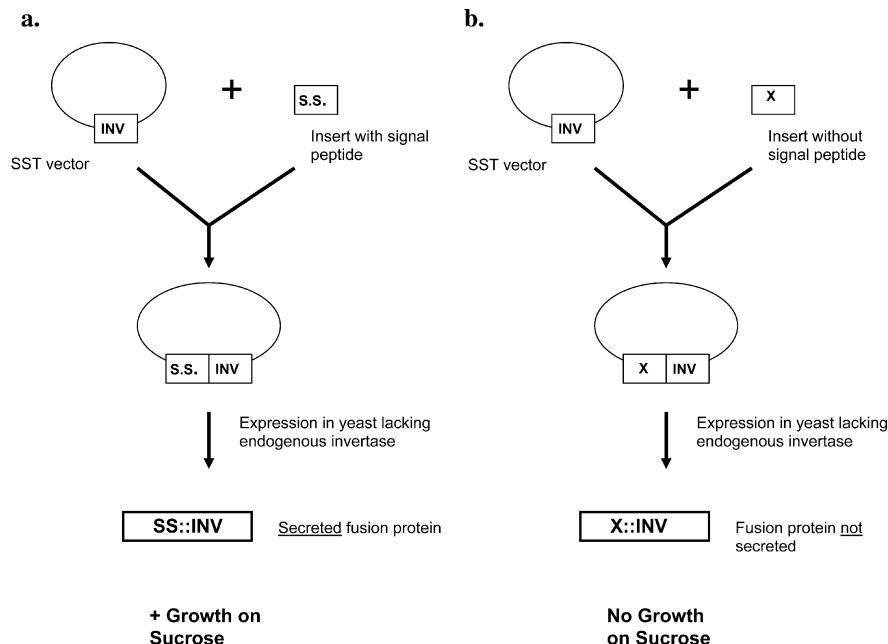 a.
INV
SST vector
+
S.S.
Insert with signal
peptide
S.S.
INV
Expression in yeast lacking
endogenous invertase
SS::INV
Secreted fusion protein
+ Growth on
Sucrose
b.
INV
SST vector
+
X
Insert without
signal peptide
X
INV
Expression in yeast lacking
endogenous invertase
X::INV
Fusion protein not
secreted
No Growth
on Sucrose